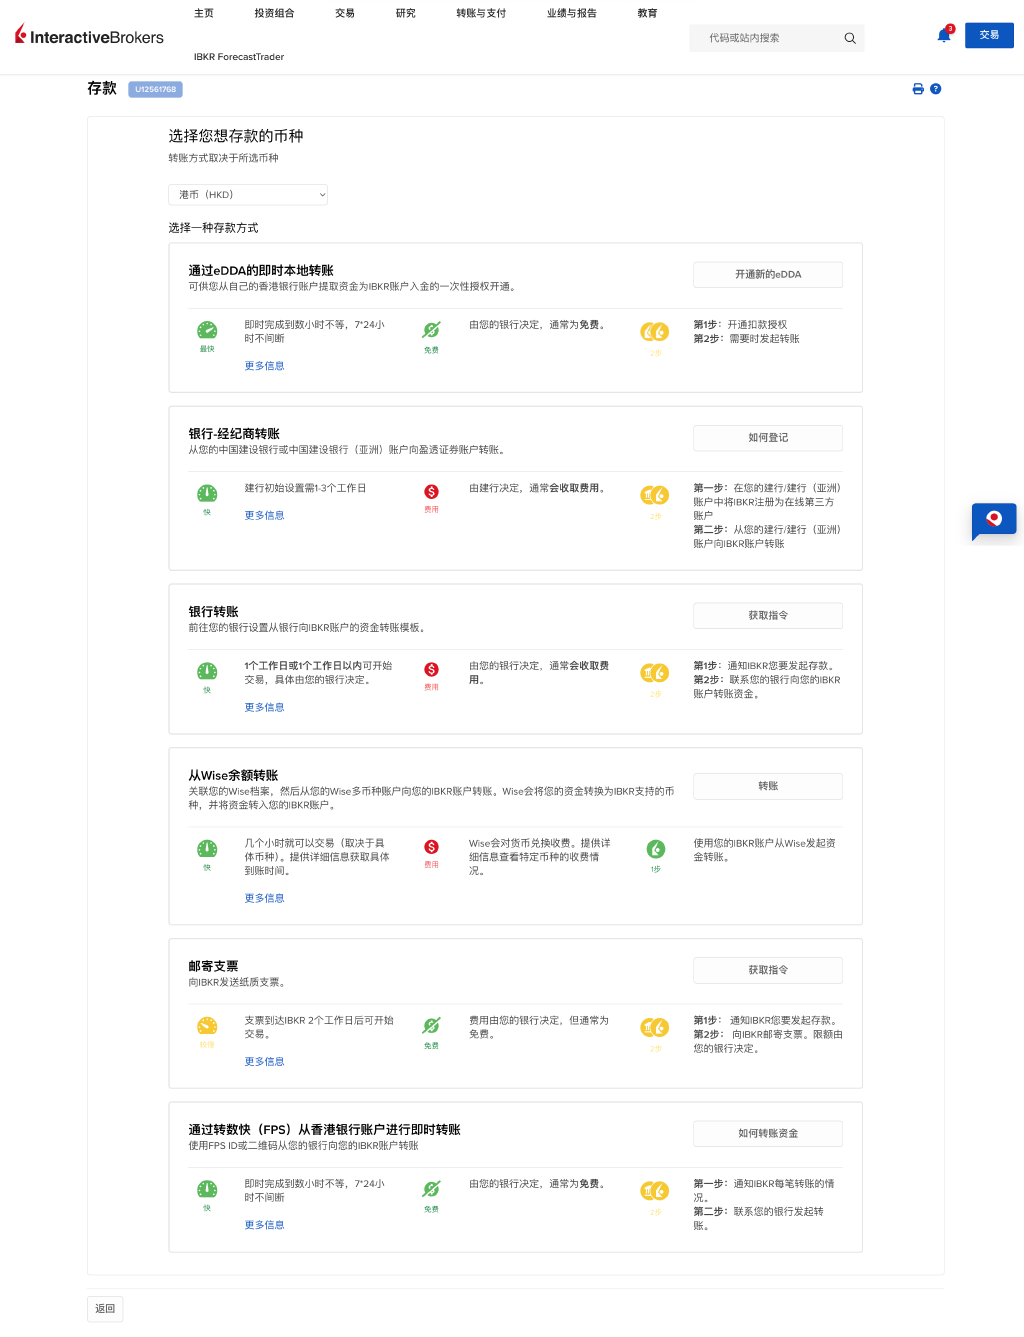 InteractiveBrokers
主页
投资组合
交易
研究
转账与支付
业绩与报告
教育
IBKR ForecastTrader
代码或站内搜索
3
交易
存款
U12561768
?
选择您想存款的币种
转账方式取决于所选币种
港币（HKD）
选择一种存款方式
通过eDDA的即时本地转账
可供您从自己的香港银行账户提取资金为IBKR账户入金的一次性授权开通。
开通新的eDDA
最快
即时完成到数小时不等，7*24小
时不间断
更多信息
免费
由您的银行决定，通常为免费。
2步
第1步：开通扣款授权
第2步：需要时发起转账
银行-经纪商转账
从您的中国建设银行或中国建设银行（亚洲）账户向盈透证券账户转账。
如何登记
快
建行初始设置需1-3个工作日
更多信息
费用
由建行决定，通常会收取费用。
2步
第一步：在您的建行/建行（亚洲）
账户中将IBKR注册为在线第三方
账户
第二步：从您的建行/建行（亚洲）
账户向IBKR账户转账
银行转账
前往您的银行设置从银行向IBKR账户的资金转账模板。
获取指令
快
1个工作日或1个工作日以内可开始
交易，具体由您的银行决定。
更多信息
费用
由您的银行决定，通常会收取费
用。
2步
第1步：通知IBKR您要发起存款。
第2步：联系您的银行向您的IBKR
账户转账资金。
从Wise余额转账
关联您的Wise档案，然后从您的Wise多币种账户向您的IBKR账户转账。Wise会将您的资金转换为IBKR支持的币
种，并将资金转入您的IBKR账户。
转账
快
几个小时就可以交易（取决于具
体币种）。提供详细信息获取具体
到账时间。
更多信息
费用
Wise会对货币兑换收费。提供详
细信息查看特定币种的收费情
况。
1步
使用您的IBKR账户从Wise发起资
金转账。
邮寄支票
向IBKR发送纸质支票。
获取指令
较慢
支票到达IBKR 2个工作日后可开始
交易。
更多信息
免费
费用由您的银行决定，但通常为
免费。
2步
第1步： 通知IBKR您要发起存款。
第2步： 向IBKR邮寄支票。限额由
您的银行决定。
通过转数快（FPS）从香港银行账户进行即时转账
使用FPS ID或二维码从您的银行向您的IBKR账户转账
如何转账资金
快
即时完成到数小时不等，7*24小
时不间断
更多信息
免费
由您的银行决定，通常为免费。
2步
第一步：通知IBKR每笔转账的情
况。
第二步：联系您的银行发起转
账。
返回